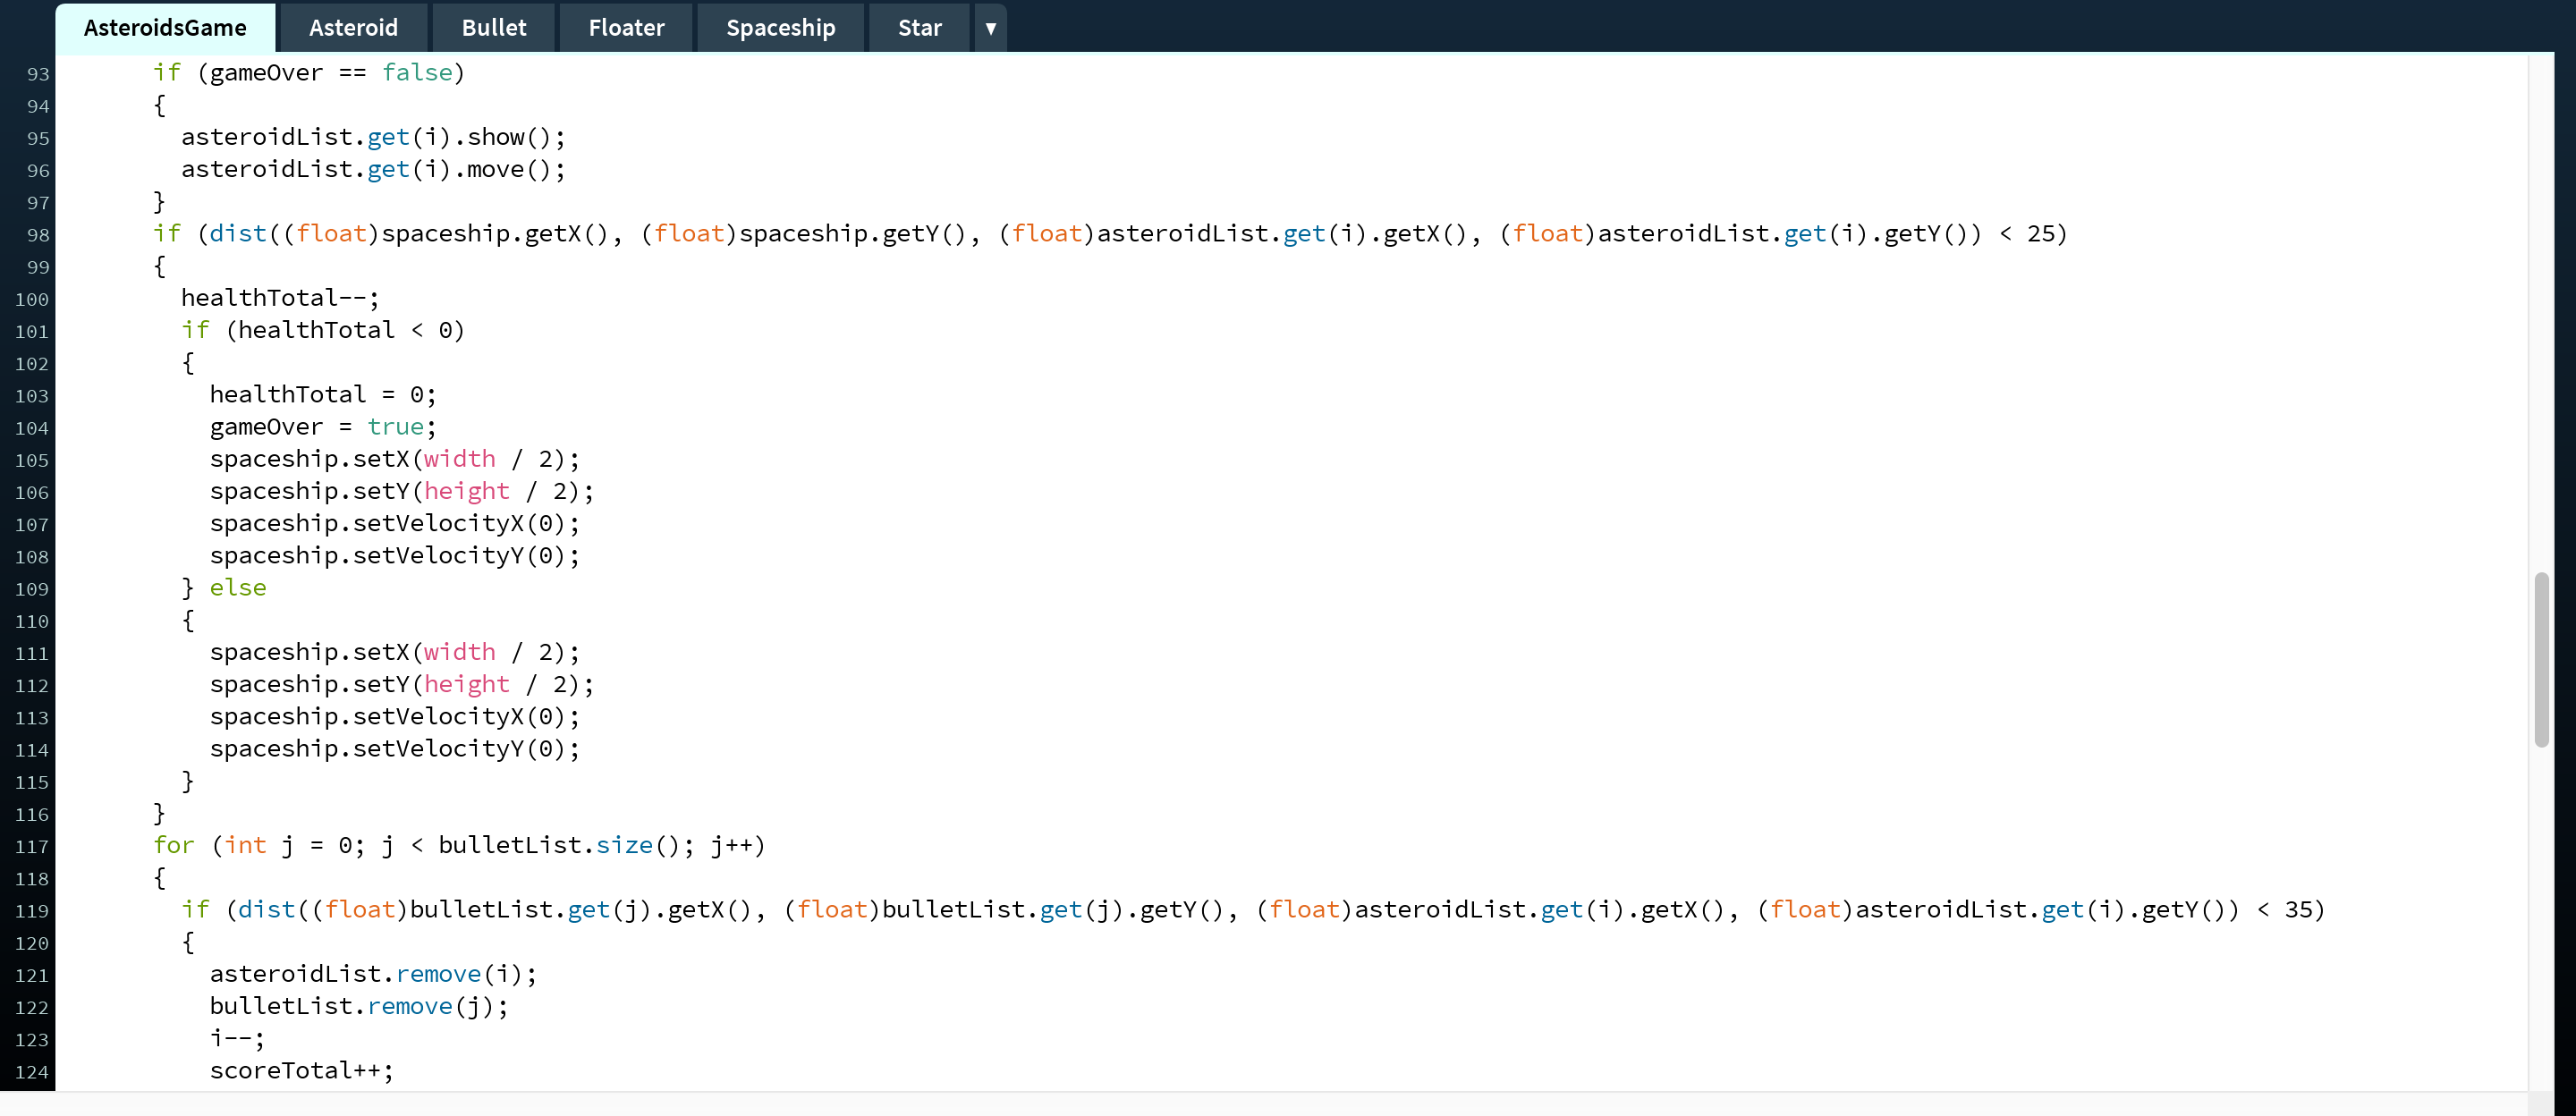 AsteroidsGame Asteroid Bullet Floater Spaceship Star ▼
93 if (gameOver == false)
94 {
95 asteroidList.get(i).show();
96 asteroidList.get(i).move();
97 }
98 if (dist((float)spaceship.getX(), (float)spaceship.getY(), (float)asteroidList.get(i).getX(), (float)asteroidList.get(i).getY()) < 25)
99 {
100 healthTotal--;
101 if (healthTotal < 0)
102 {
103 healthTotal = 0;
104 gameOver = true;
105 spaceship.setX(width / 2);
106 spaceship.setY(height / 2);
107 spaceship.setVelocityX(0);
108 spaceship.setVelocityY(0);
109 } else
110 {
111 spaceship.setX(width / 2);
112 spaceship.setY(height / 2);
113 spaceship.setVelocityX(0);
114 spaceship.setVelocityY(0);
115 }
116 }
117 for (int j = 0; j < bulletList.size(); j++)
118 {
119 if (dist((float)bulletList.get(j).getX(), (float)bulletList.get(j).getY(), (float)asteroidList.get(i).getX(), (float)asteroidList.get(i).getY()) < 35)
120 {
121 asteroidList.remove(i);
122 bulletList.remove(j);
123 i--;
124 scoreTotal++;